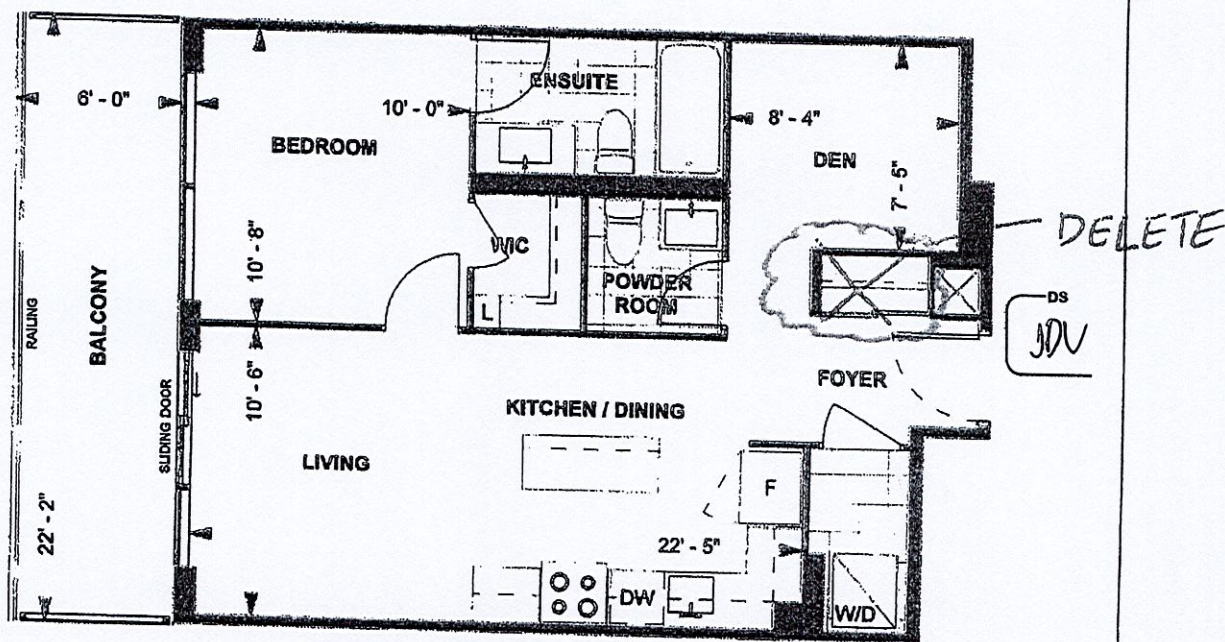 6' - 0"
BEDROOM
10' - 0"
ENSUITE
8' - 4"
DEN
7' - 5"
DELETE
DS
JDV
10' - 8"
WIC
L
POWDER
ROOM
RAILING
BALCONY
22' - 2"
SLIDING DOOR
10' - 6"
LIVING
KITCHEN / DINING
FOYER
F
22' - 5"
DW
W/D